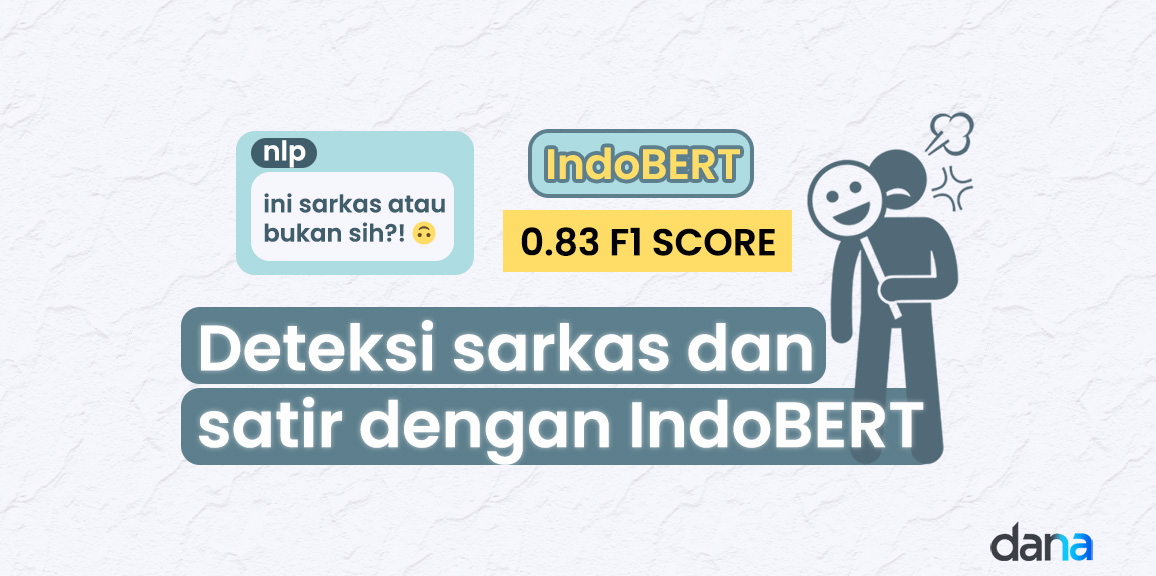 nlp
ini sarkas atau
bukan sih?! 🙃
IndoBERT
0.83 F1 SCORE
Deteksi sarkas dan
satir dengan IndoBERT
dana